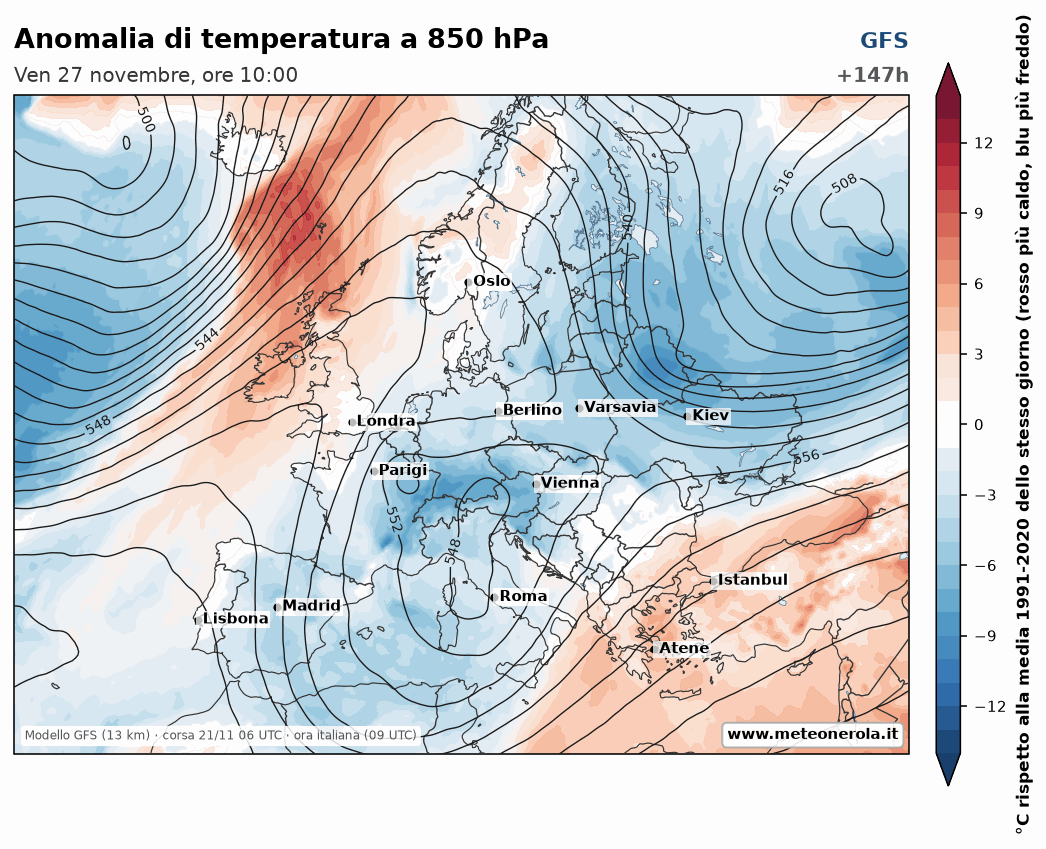 Anomalia di temperatura a 850 hPa
GFS
Ven 27 novembre, ore 10:00
+147h
500
0
516
508
540
544
548
556
552
548
Oslo
Londra
Berlino
Varsavia
Kiev
Parigi
Vienna
Istanbul
Roma
Madrid
Lisbona
Atene
Modello GFS (13 km) · corsa 21/11 06 UTC · ora italiana (09 UTC)
www.meteonerola.it
12
9
6
3
0
−3
−6
−9
−12
°C rispetto alla media 1991-2020 dello stesso giorno (rosso più caldo, blu più freddo)